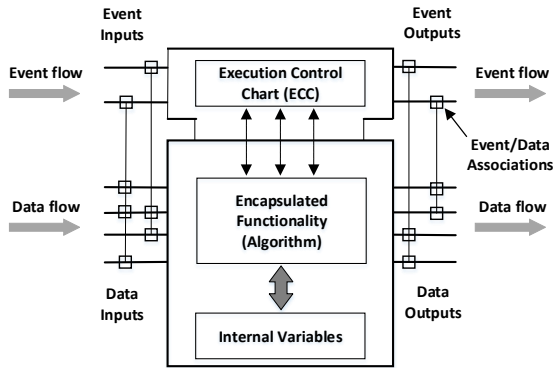 Event
Inputs
Event
Outputs
Event flow
Execution Control
Chart (ECC)
Event flow
Event/Data
Associations
Data flow
Encapsulated
Functionality
(Algorithm)
Data flow
Data
Inputs
Data
Outputs
Internal Variables